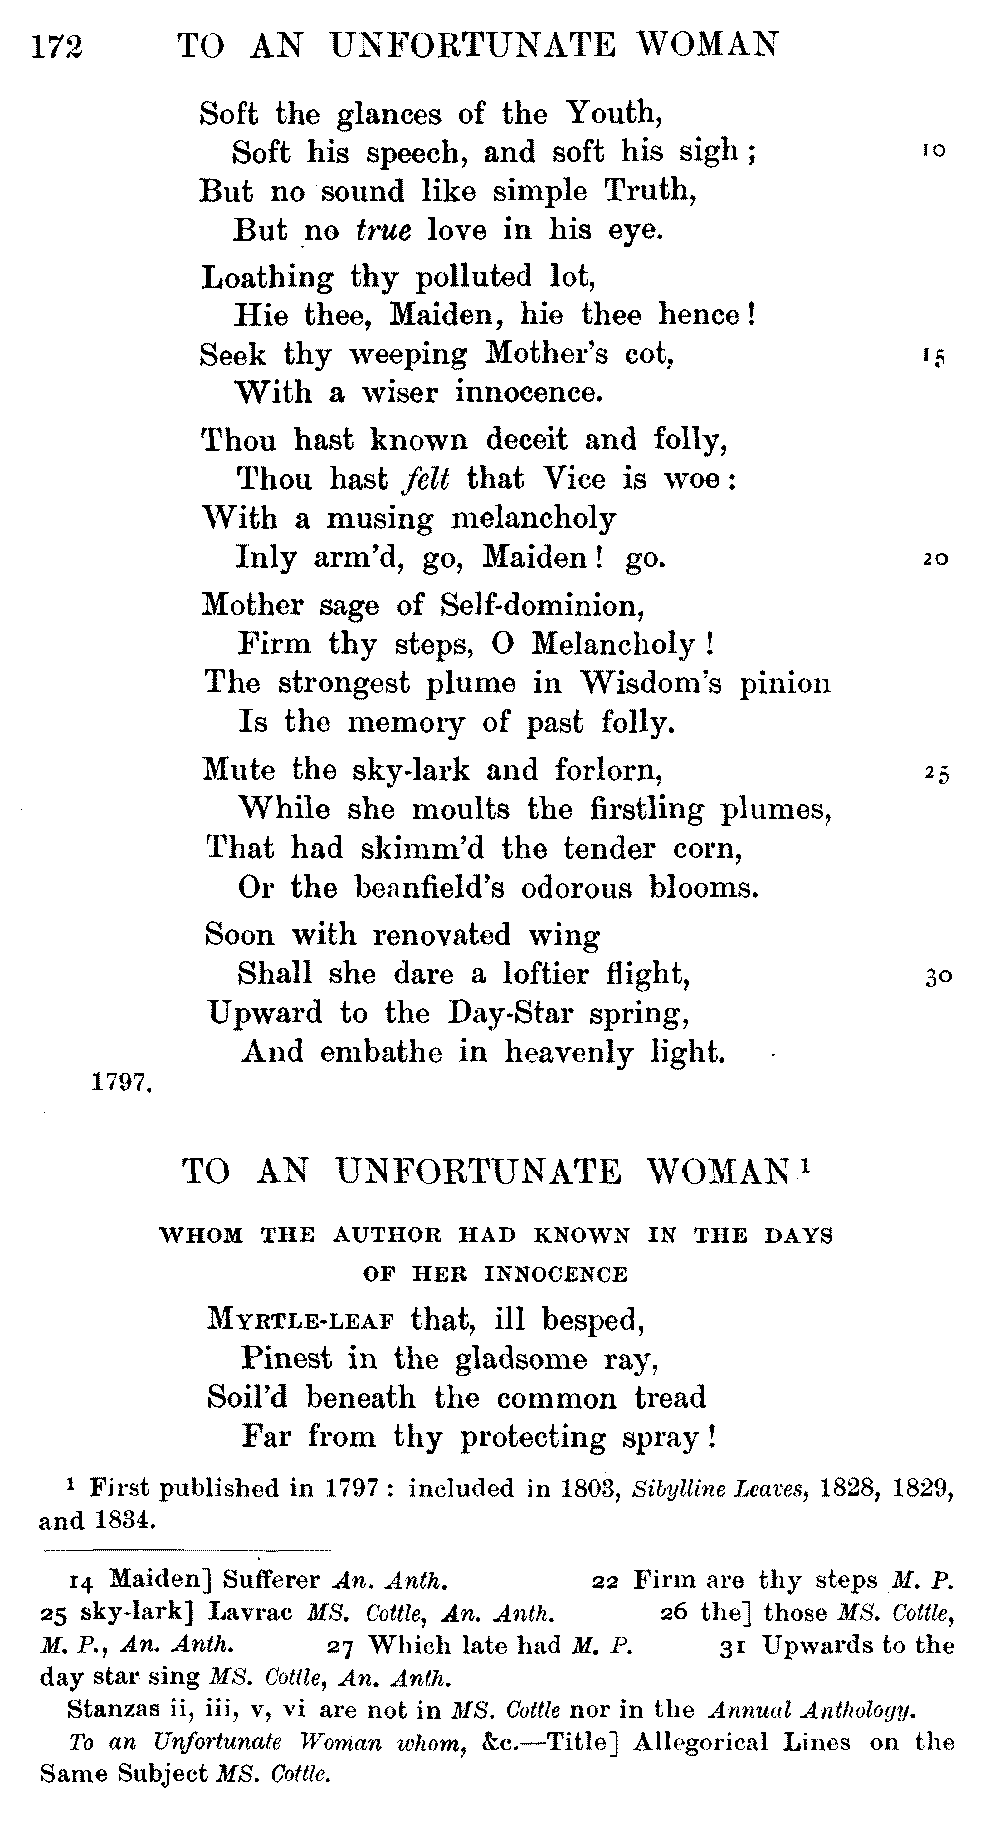 172 TO AN UNFORTUNATE WOMAN
Soft the glances of the Youth,
Soft his speech, and soft his sigh ; 10
But no sound like simple Truth,
But no true love in his eye.
Loathing thy polluted lot,
Hie thee, Maiden, hie thee hence !
Seek thy weeping Mother's cot, 15
With a wiser innocence.
Thou hast known deceit and folly,
Thou hast felt that Vice is woe :
With a musing melancholy
Inly arm'd, go, Maiden ! go. 20
Mother sage of Self-dominion,
Firm thy steps, O Melancholy !
The strongest plume in Wisdom's pinion
Is the memory of past folly.
Mute the sky-lark and forlorn, 25
While she moults the firstling plumes,
That had skimm'd the tender corn,
Or the beanfield's odorous blooms.
Soon with renovated wing
Shall she dare a loftier flight, 30
Upward to the Day-Star spring,
And embathe in heavenly light.
1797.
TO AN UNFORTUNATE WOMAN ¹
WHOM THE AUTHOR HAD KNOWN IN THE DAYS
OF HER INNOCENCE
MYRTLE-LEAF that, ill besped,
Pinest in the gladsome ray,
Soil'd beneath the common tread
Far from thy protecting spray !
¹ First published in 1797 : included in 1803, Sibylline Leaves, 1828, 1829,
and 1834.
14 Maiden] Sufferer An. Anth. 22 Firm are thy steps M. P.
25 sky-lark] Lavrac MS. Cottle, An. Anth. 26 the] those MS. Cottle,
M. P., An. Anth. 27 Which late had M. P. 31 Upwards to the
day star sing MS. Cottle, An. Anth.
Stanzas ii, iii, v, vi are not in MS. Cottle nor in the Annual Anthology.
To an Unfortunate Woman whom, &c.—Title] Allegorical Lines on the
Same Subject MS. Cottle.